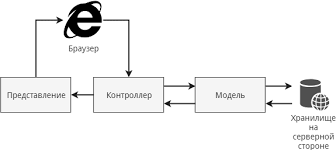 Браузер
Представление
Контроллер
Модель
Хранилище
на
серверной
стороне